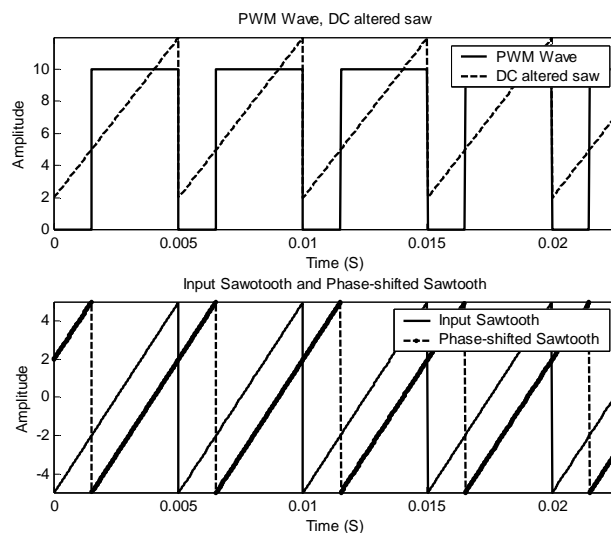 PWM Wave, DC altered saw
PWM Wave
DC altered saw
Amplitude
10
8
6
4
2
0
0
0.005
0.01
0.015
0.02
Time (S)
Input Sawotooth and Phase-shifted Sawtooth
Input Sawtooth
Phase-shifted Sawtooth
Amplitude
4
2
0
-2
-4
0
0.005
0.01
0.015
0.02
Time (S)